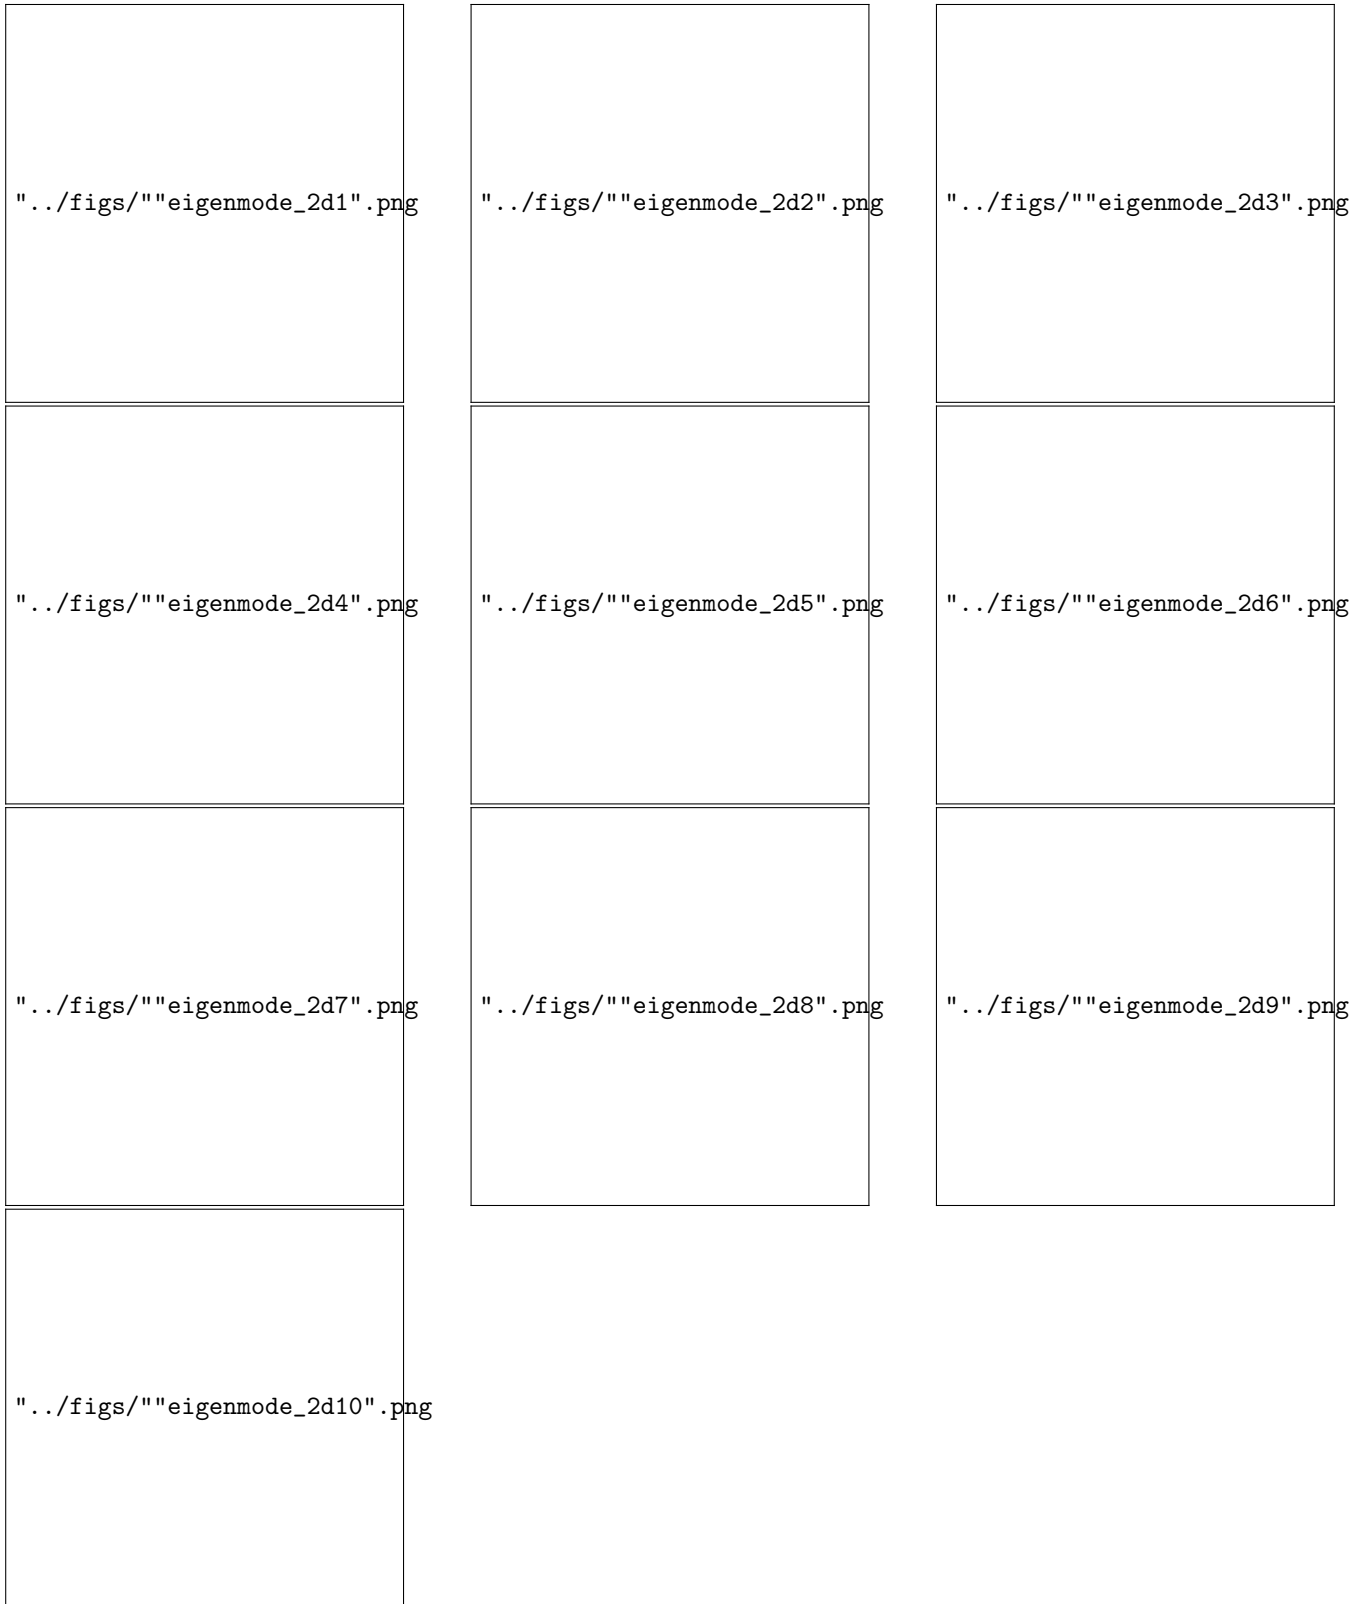 "../figs/""eigenmode_2d1".png
"../figs/""eigenmode_2d2".png
"../figs/""eigenmode_2d3".png
"../figs/""eigenmode_2d4".png
"../figs/""eigenmode_2d5".png
"../figs/""eigenmode_2d6".png
"../figs/""eigenmode_2d7".png
"../figs/""eigenmode_2d8".png
"../figs/""eigenmode_2d9".png
"../figs/""eigenmode_2d10".png